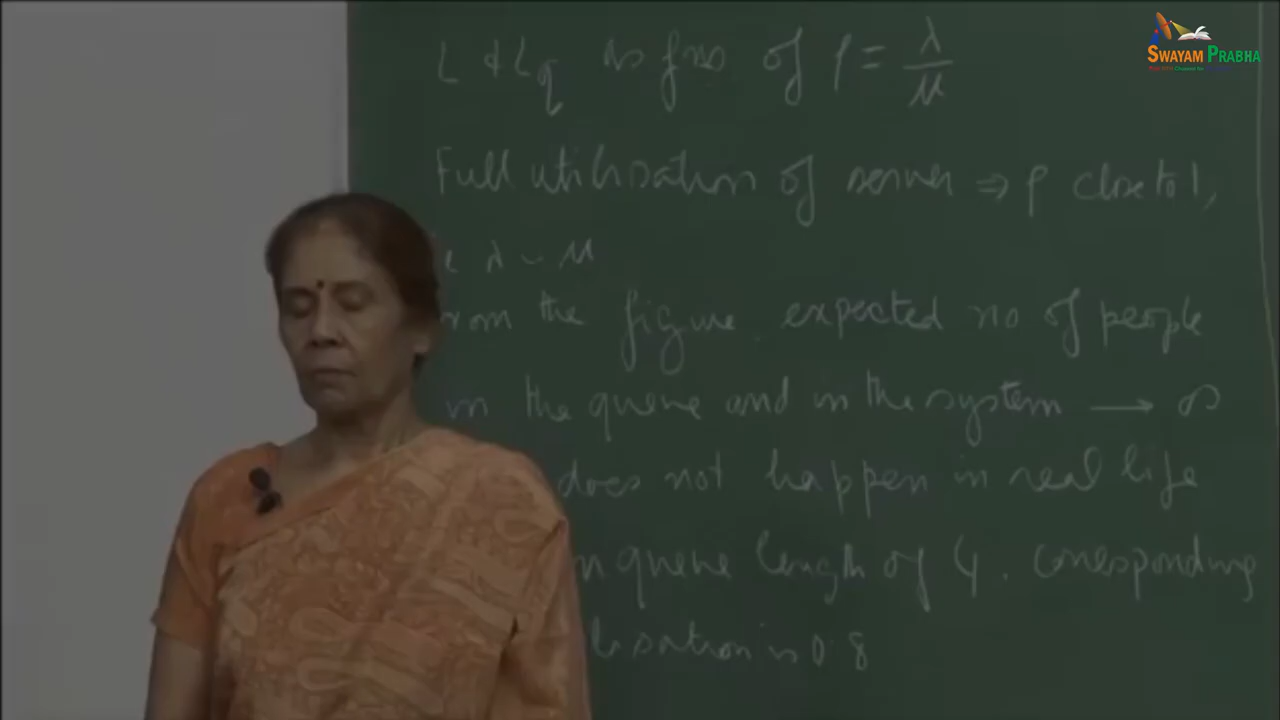 SWAYAM PRABHA
L & Lq as fns of ρ = λ/μ
Full utilisation of server ⇒ ρ close to 1,
λ ~ μ
the figure expected no of people
in the queue and in the system → ∞
does not happen in real life
queue length of 4. corresponding
is 0.8